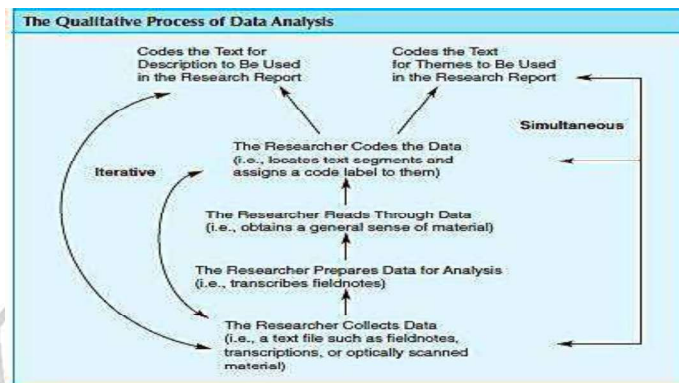 The Qualitative Process of Data Analysis
Codes the Text for
Description to Be Used
in the Research Report
Codes the Text
for Themes to Be Used
in the Research Report
Simultaneous
The Researcher Codes the Data
(i.e., locates text segments and
assigns a code label to them)
Iterative
The Researcher Reads Through Data
(i.e., obtains a general sense of material)
The Researcher Prepares Data for Analysis
(i.e., transcribes fieldnotes)
The Researcher Collects Data
(i.e., a text file such as fieldnotes,
transcriptions, or optically scanned
material)